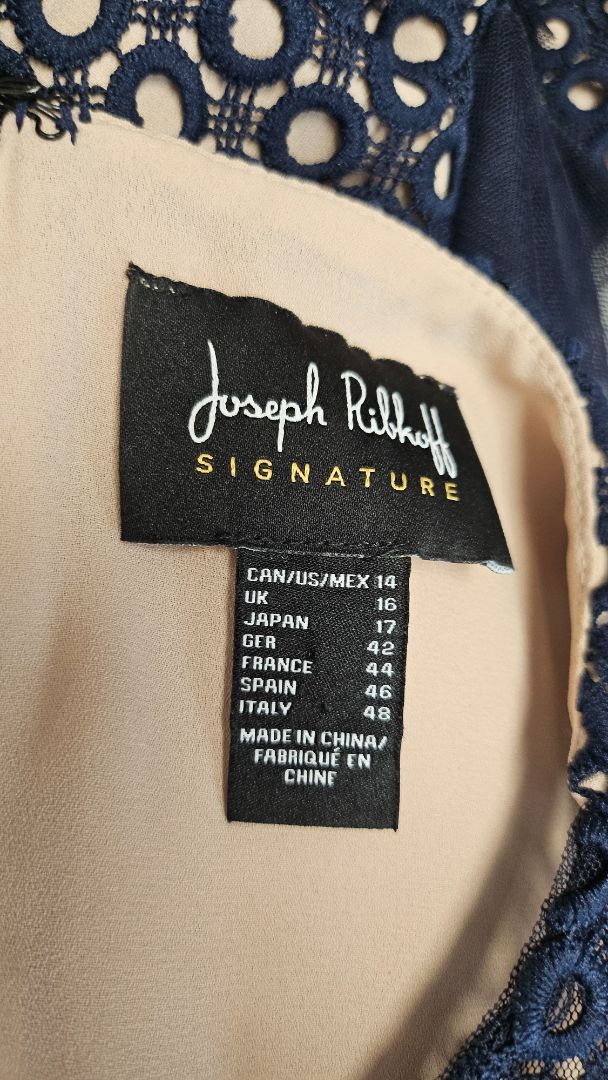 Joseph Ribkoff
SIGNATURE
CAN/US/MEX 14
UK 16
JAPAN 17
GER 42
FRANCE 44
SPAIN 46
ITALY 48
MADE IN CHINA/
FABRIQUÉ EN
CHINE